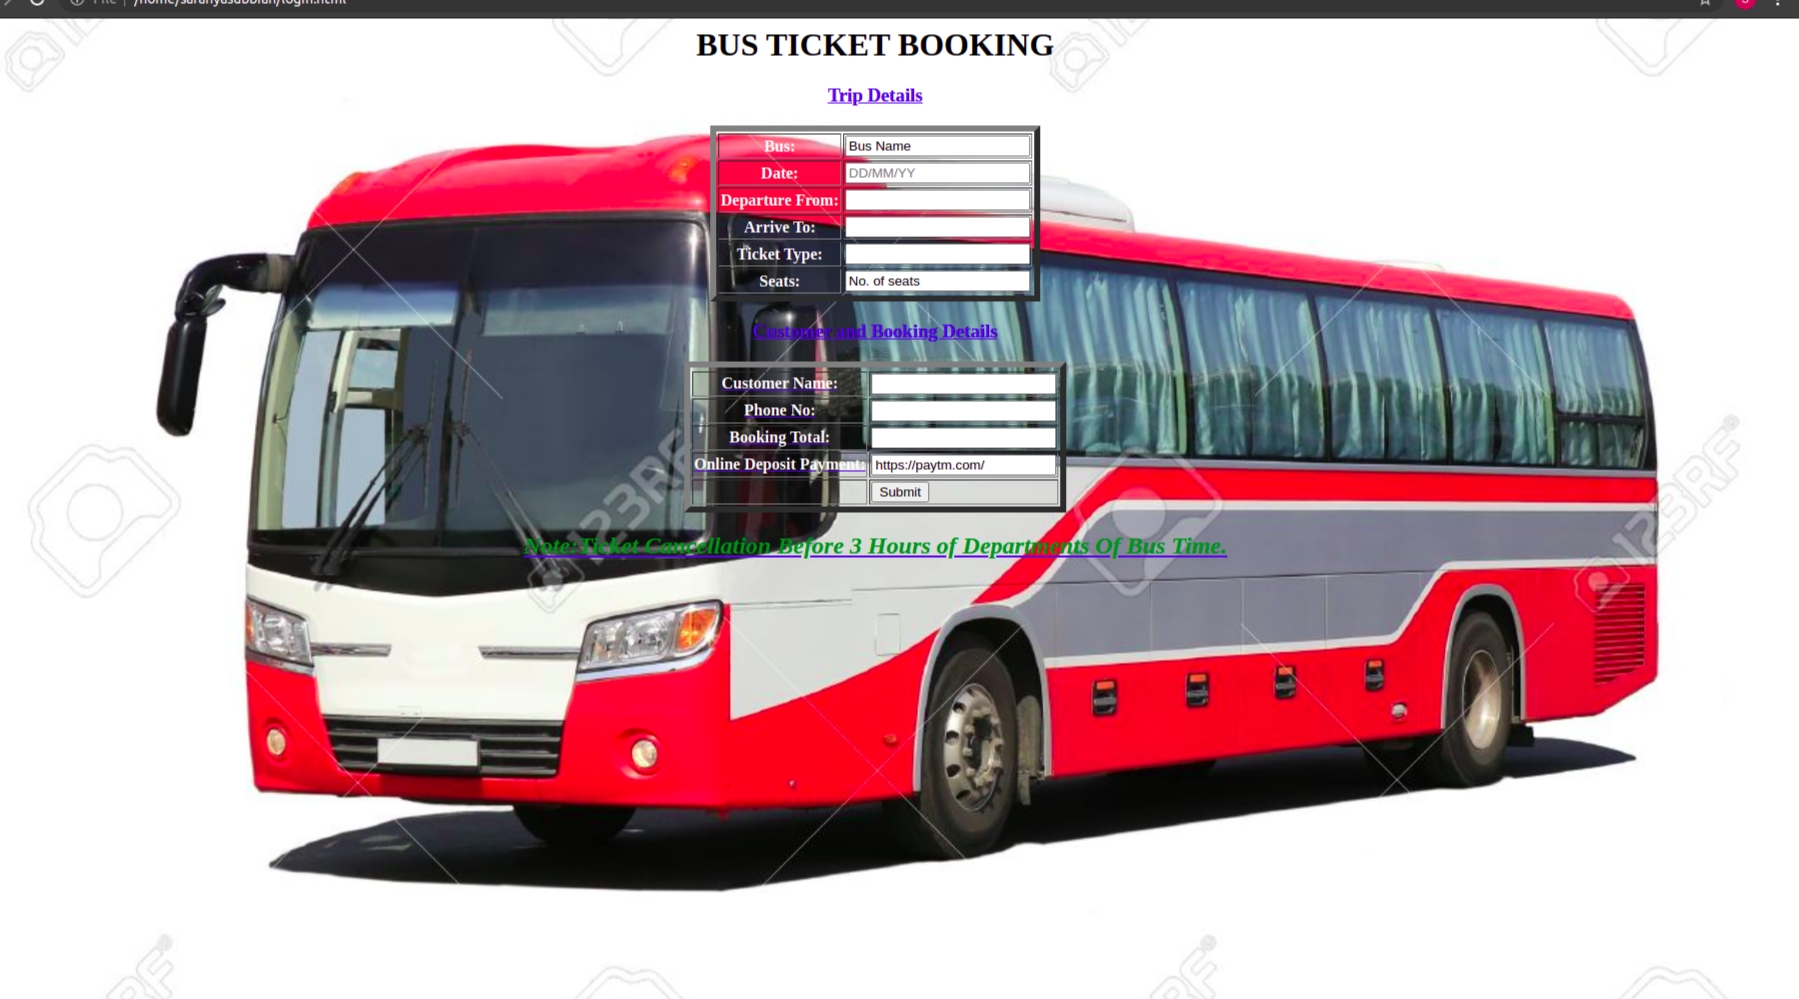 File | /home/saranyasubbiah/login.html
BUS TICKET BOOKING
Trip Details
Bus: Bus Name
Date: DD/MM/YY
Departure From:
Arrive To:
Ticket Type:
Seats: No. of seats
Customer and Booking Details
Customer Name:
Phone No:
Booking Total:
Online Deposit Payment: https://paytm.com/
Submit
Note:Ticket Cancellation Before 3 Hours of Departments Of Bus Time.
123RF
123RF